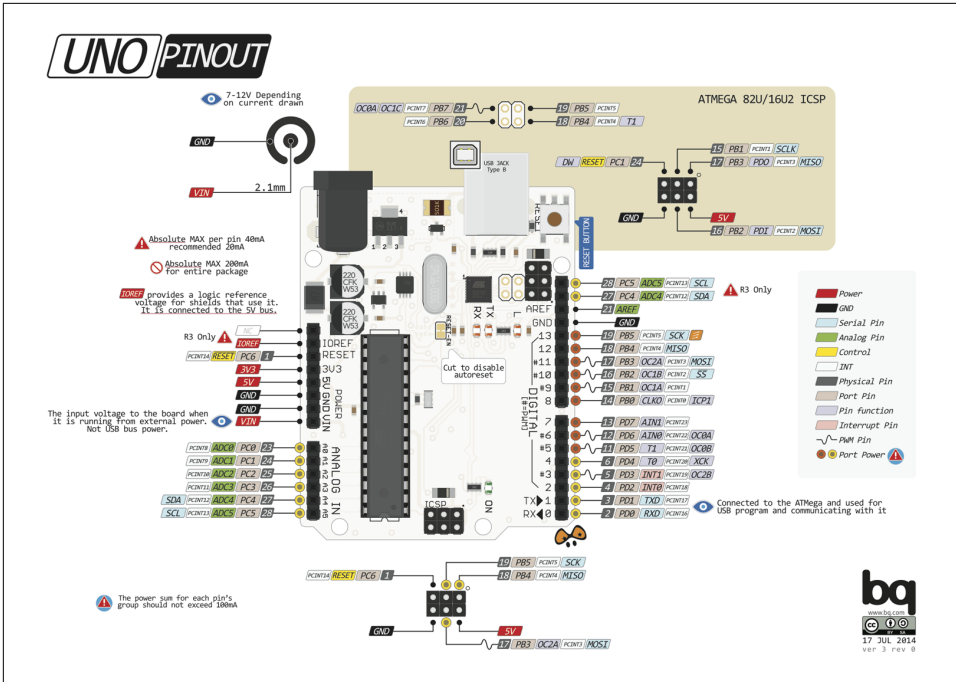 UNO PINOUT
7-12V Depending
on current drawn
GND
VIN
2.1mm
ATMEGA 82U/16U2 ICSP
OC0A OC1C PCINT7 PB7 21
19 PB5 PCINT5
PCINT6 PB6 20
18 PB4 PCINT4 T1
15 PB1 PCINT1 SCLK
DW RESET PC1 24
17 PB3 PDO PCINT3 MISO
GND
5V
16 PB2 PDI PCINT2 MOSI
USB JACK
Type B
RESET BUTTON
Absolute MAX per pin 40mA
recommended 20mA
Absolute MAX 200mA
for entire package
IOREF provides a logic reference
voltage for shields that use it.
It is connected to the 5V bus.
R3 Only
NC
IOREF
PCINT14 RESET PC6 1
3V3
5V
GND
GND
VIN
The input voltage to the board when
it is running from external power.
Not USB bus power.
PCINT8 ADC0 PC0 23
PCINT9 ADC1 PC1 24
PCINT10 ADC2 PC2 25
PCINT11 ADC3 PC3 26
SDA PCINT12 ADC4 PC4 27
SCL PCINT13 ADC5 PC5 28
4
1 2 3
220
CFK
W53
220
CFK
W53
IOREF
RESET
3V3
5V
GND
GND
VIN
POWER
A0
A1
A2
A3
A4
A5
ANALOG IN
RESET-EN
Cut to disable
autoreset
RX
TX
L
ICSP
ON
AREF
GND
13
12
#11
#10
#9
8
7
#6
#5
4
#3
2
TX 1
RX 0
DIGITAL
[#=PWM]
28 PC5 ADC5 PCINT13 SCL
27 PC4 ADC4 PCINT12 SDA
R3 Only
21 AREF
GND
19 PB5 PCINT5 SCK
18 PB4 PCINT4 MISO
17 PB3 OC2A PCINT3 MOSI
16 PB2 OC1B PCINT2 SS
15 PB1 OC1A PCINT1
14 PB0 CLKO PCINT0 ICP1
13 PD7 AIN1 PCINT23
12 PD6 AIN0 PCINT22 OC0A
11 PD5 T1 PCINT21 OC0B
6 PD4 T0 PCINT20 XCK
5 PD3 INT1 PCINT19 OC2B
4 PD2 INT0 PCINT18
3 PD1 TXD PCINT17
2 PD0 RXD PCINT16
Connected to the ATMega and used for
USB program and communicating with it
Power
GND
Serial Pin
Analog Pin
Control
INT
Physical Pin
Port Pin
Pin function
Interrupt Pin
PWM Pin
Port Power
19 PB5 PCINT5 SCK
PCINT14 RESET PC6 1
18 PB4 PCINT4 MISO
GND
5V
17 PB3 OC2A PCINT3 MOSI
The power sum for each pin's
group should not exceed 100mA
bq
www.bq.com
CC BY SA
17 JUL 2014
ver 3 rev 0